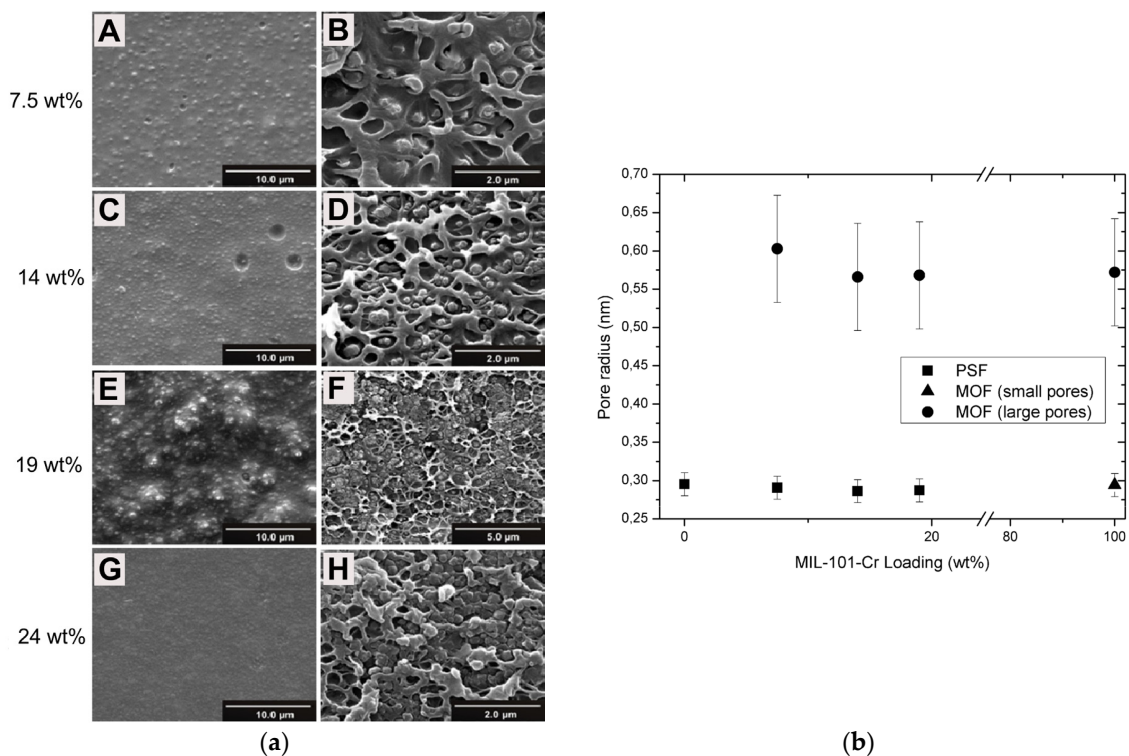 A
B
7.5 wt%
10.0 µm
2.0 µm
C
D
14 wt%
10.0 µm
2.0 µm
E
F
19 wt%
10.0 µm
5.0 µm
G
H
24 wt%
10.0 µm
2.0 µm
(a)
0,70
0,65
0,60
0,55
0,50
0,45
0,40
0,35
0,30
0,25
Pore radius (nm)
PSF
MOF (small pores)
MOF (large pores)
0 20 80 100
MIL-101-Cr Loading (wt%)
(b)